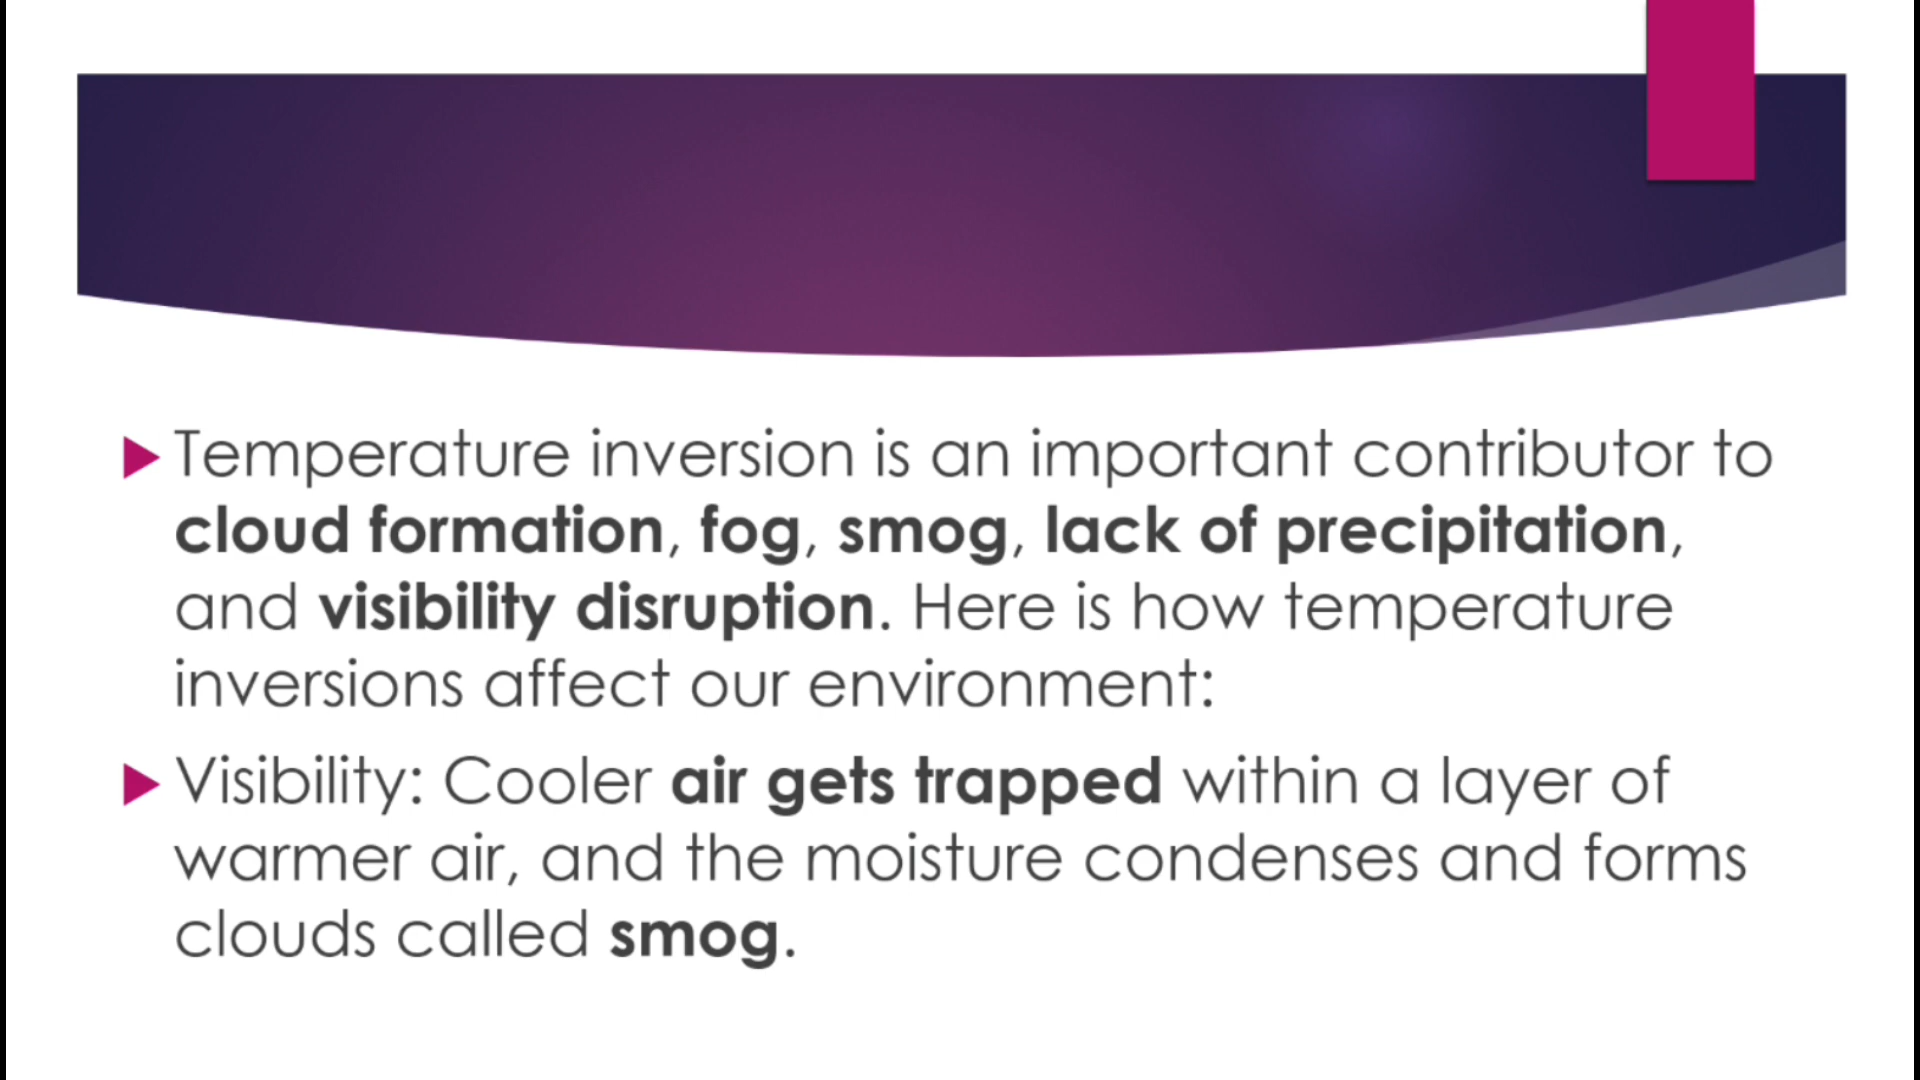 Temperature inversion is an important contributor to
cloud formation, fog, smog, lack of precipitation,
and visibility disruption. Here is how temperature
inversions affect our environment:
Visibility: Cooler air gets trapped within a layer of
warmer air, and the moisture condenses and forms
clouds called smog.